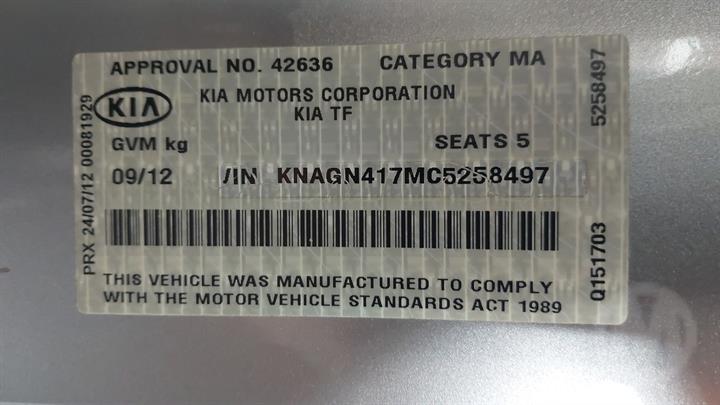 APPROVAL NO. 42636 CATEGORY MA
KIA KIA MOTORS CORPORATION
KIA TF
GVM kg SEATS 5
09/12 /IN KNAGN417MC5258497
THIS VEHICLE WAS MANUFACTURED TO COMPLY
WITH THE MOTOR VEHICLE STANDARDS ACT 1989
PRX 24/07/12 00081929
Q151703 5258497